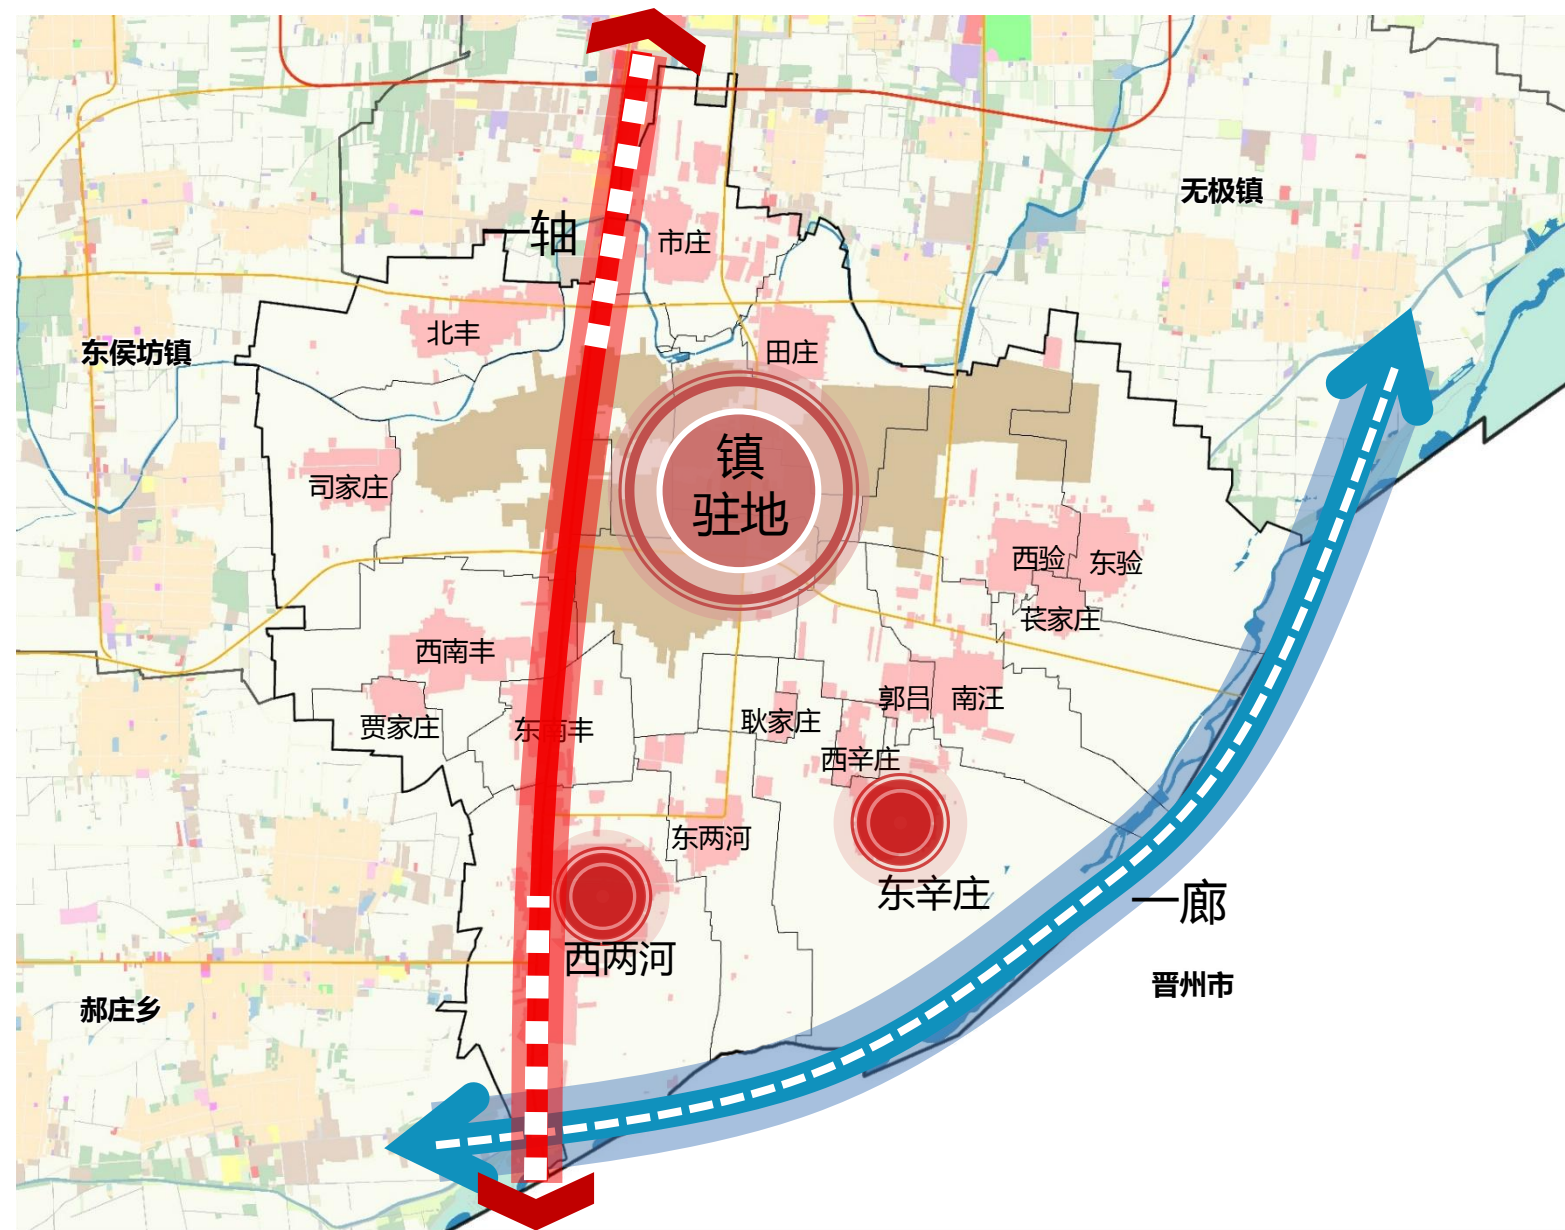 无极镇
一轴
市庄
北丰
东侯坊镇
田庄
镇
驻地
司家庄
西验
东验
苌家庄
西南丰
郭吕
南汪
贾家庄
东南丰
耿家庄
西辛庄
东两河
东辛庄
一廊
西两河
晋州市
郝庄乡